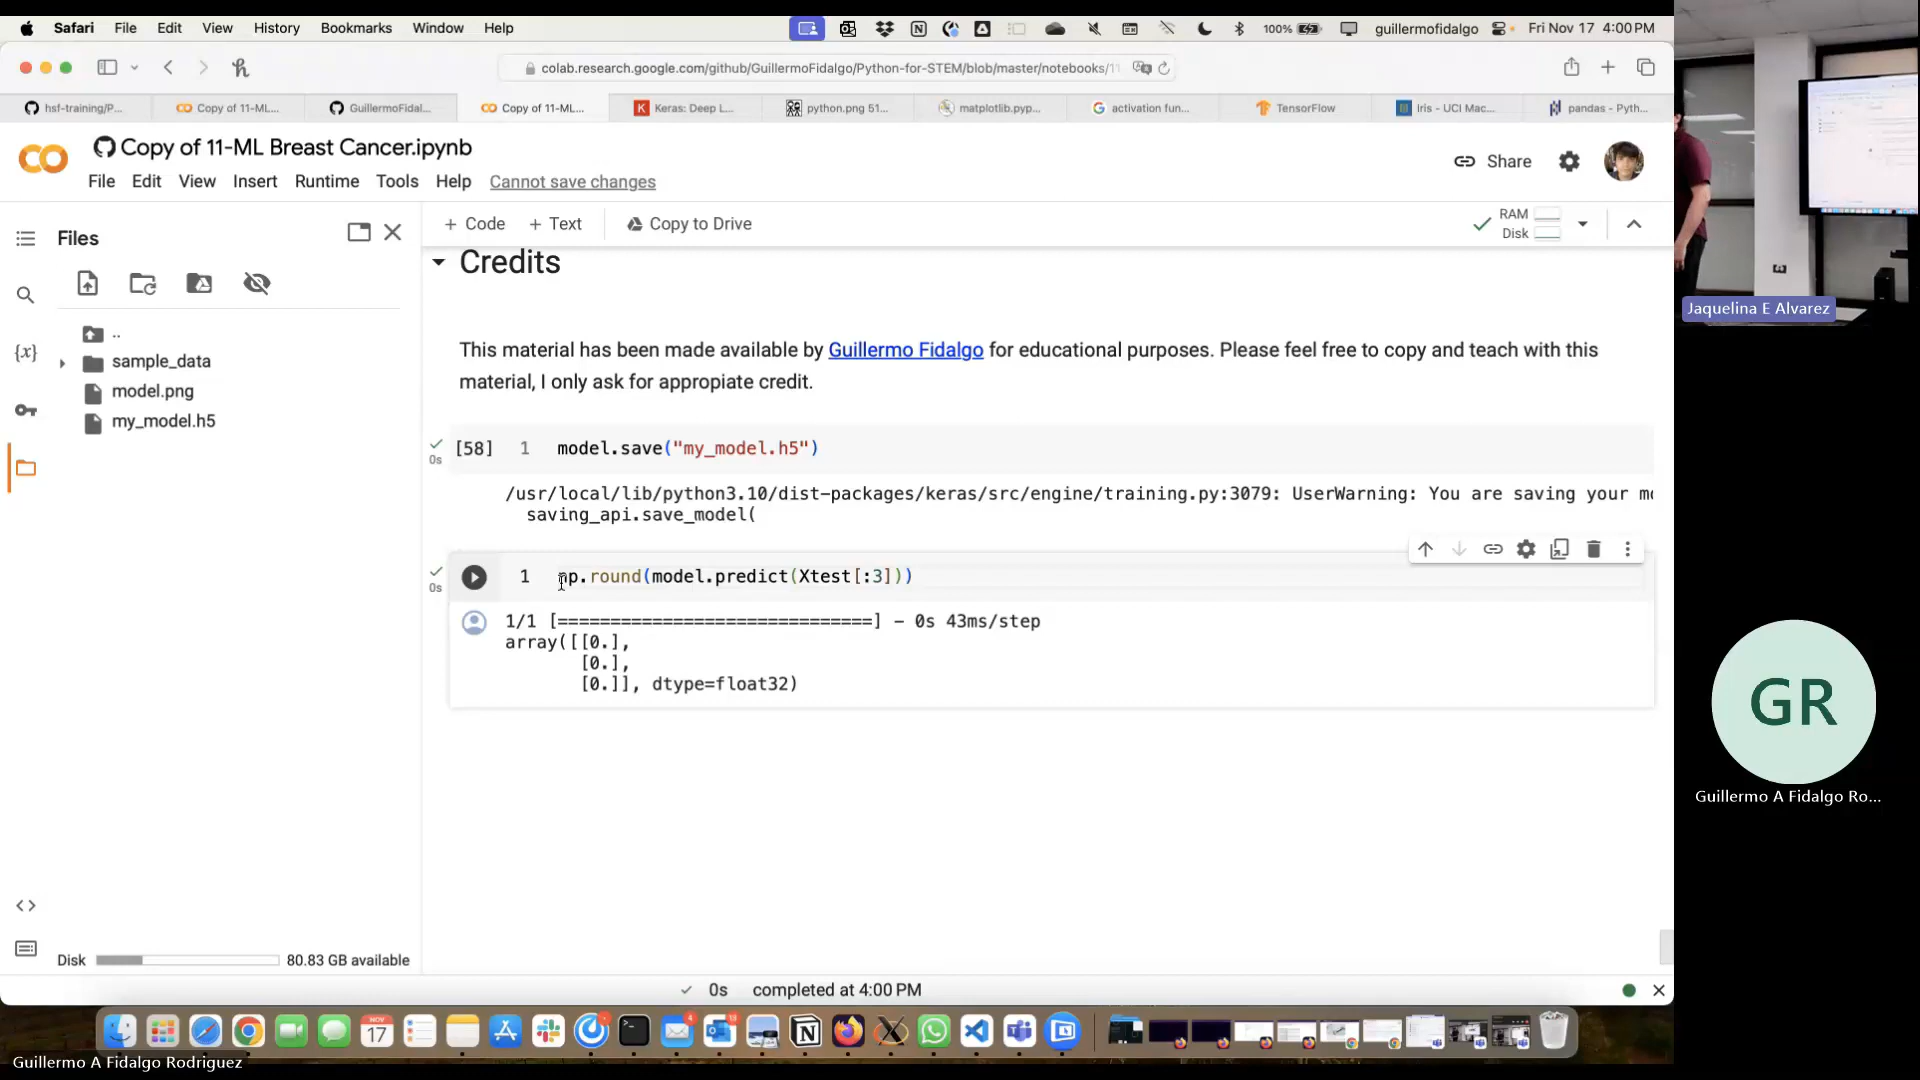 Safari File Edit View History Bookmarks Window Help 100% guillermofidalgo Fri Nov 17 4:00 PM
colab.research.google.com/github/GuillermoFidalgo/Python-for-STEM/blob/master/notebooks/11
hsf-training/P... Copy of 11-ML... GuillermoFidal... Copy of 11-ML... Keras: Deep L... python.png 51... matplotlib.pyp... activation fun... TensorFlow Iris - UCI Mac... pandas - Pyth...
Copy of 11-ML Breast Cancer.ipynb
Share
File Edit View Insert Runtime Tools Help Cannot save changes
Files
+ Code + Text Copy to Drive
RAM
Disk
Credits
..
sample_data
model.png
my_model.h5
This material has been made available by Guillermo Fidalgo for educational purposes. Please feel free to copy and teach with this
material, I only ask for appropiate credit.
[58] 1 model.save("my_model.h5")
0s
/usr/local/lib/python3.10/dist-packages/keras/src/engine/training.py:3079: UserWarning: You are saving your mo
saving_api.save_model(
1 np.round(model.predict(Xtest[:3]))
0s
1/1 [==============================] - 0s 43ms/step
array([[0.],
[0.],
[0.]], dtype=float32)
Disk 80.83 GB available
0s completed at 4:00 PM
NOV
17
Guillermo A Fidalgo Rodriguez
Jaquelina E Alvarez
GR
Guillermo A Fidalgo Ro...